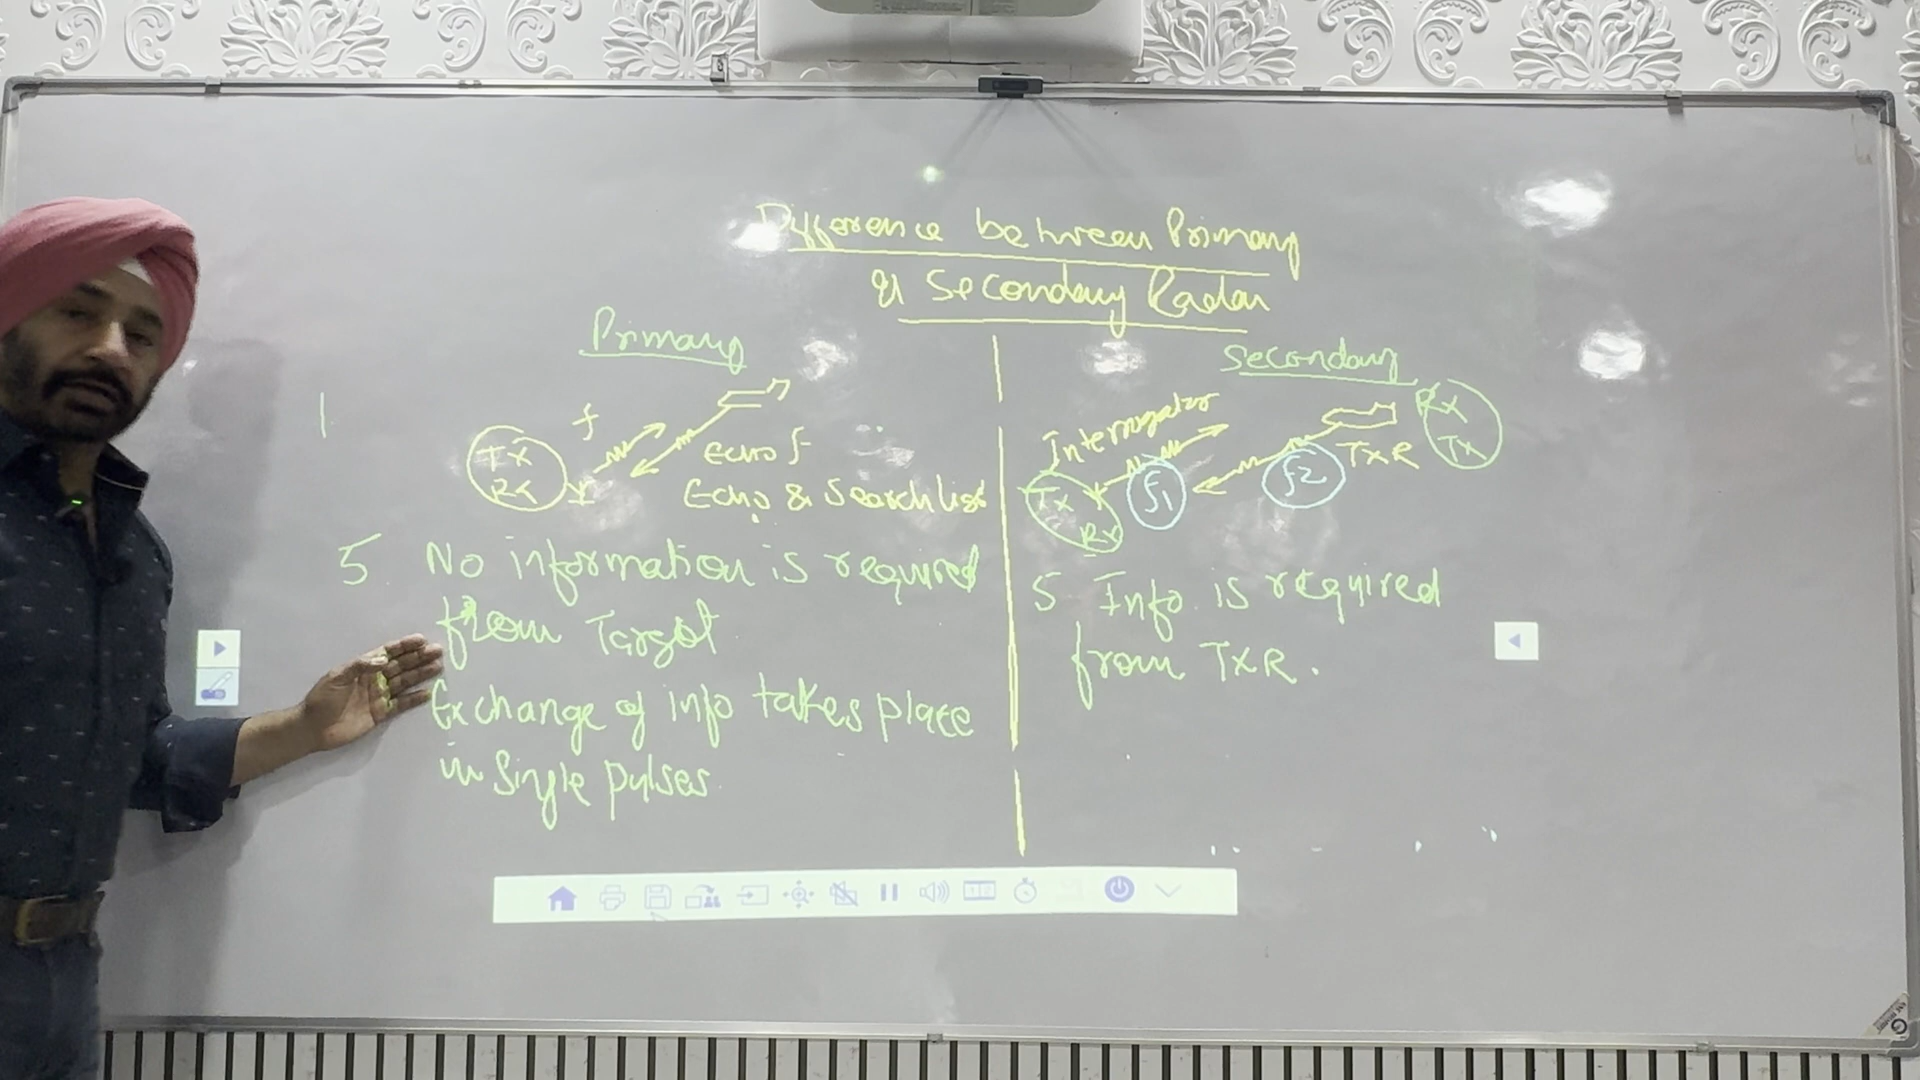 Difference between Primary
& Secondary Radar
Primary
1
f
TX
RX
Echo f
Echo & Searchlight
5. No information is required
from Target
Exchange of info takes place
in Single pulses.
Secondary
Interrogator
Tx
Rx
f1
f2
TXR
RX
TX
5 Info. is required
from TXR.